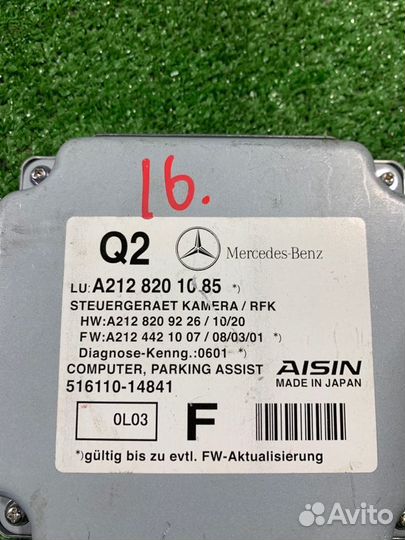 16.
Q2
Mercedes-Benz
LU:A212 820 10 85 *)
STEUERGERAET KAMERA / RFK
HW:A212 820 92 26 / 10/20
FW:A212 442 10 07 / 08/03/01 *)
Diagnose-Kenng.:0601 *)
COMPUTER, PARKING ASSIST
516110-14841
AISIN
MADE IN JAPAN
0L03
F
*)gültig bis zu evtl. FW-Aktualisierung
Avito